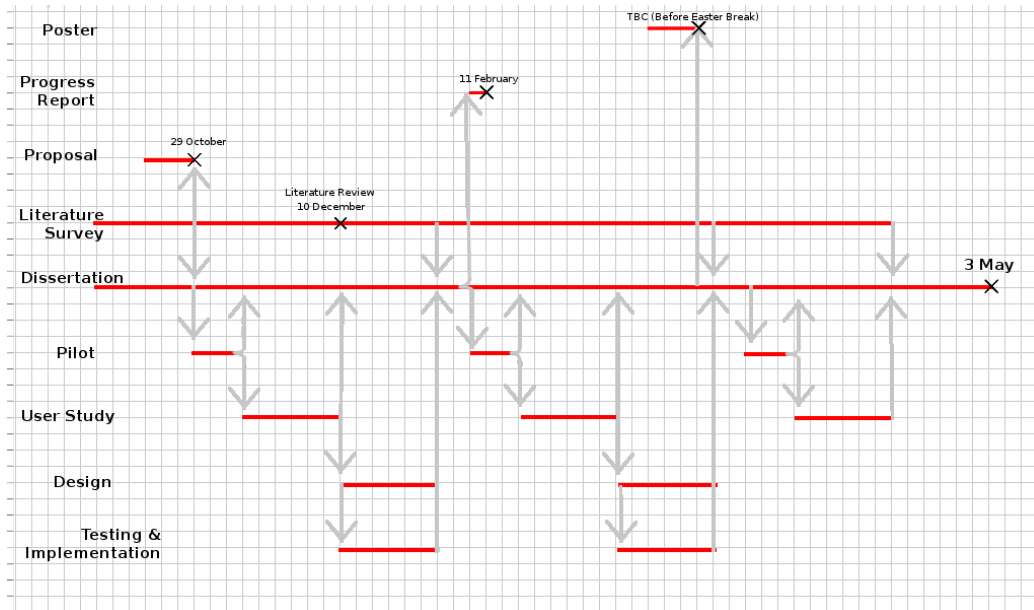 TBC (Before Easter Break)
Poster
11 February
Progress
Report
29 October
Proposal
Literature Review
10 December
Literature
Survey
Dissertation
3 May
Pilot
User Study
Design
Testing &
Implementation